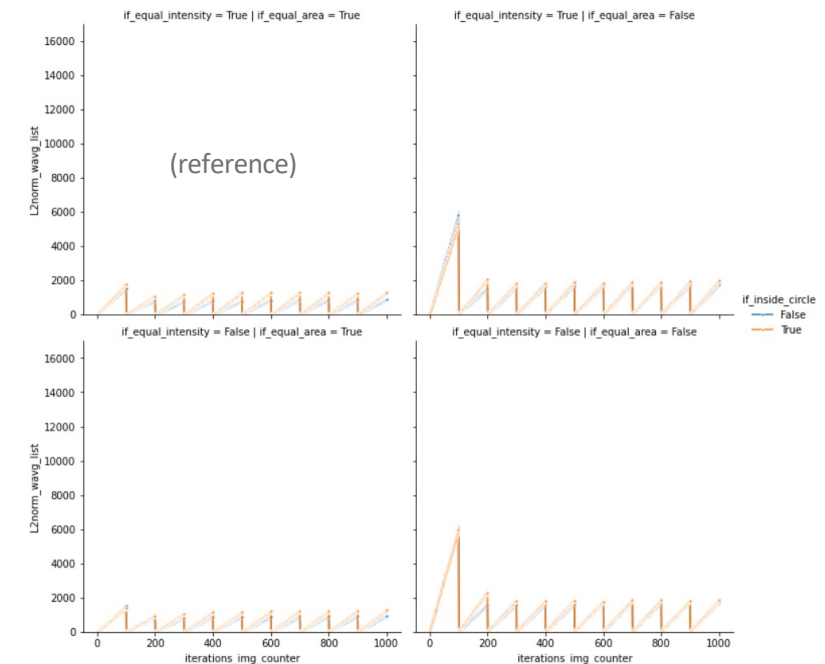 if_equal_intensity = True | if_equal_area = True
if_equal_intensity = True | if_equal_area = False
16000
14000
12000
10000
8000
6000
4000
2000
0
L2norm_wavg_list
(reference)
if_inside_circle
False
True
if_equal_intensity = False | if_equal_area = True
if_equal_intensity = False | if_equal_area = False
16000
14000
12000
10000
8000
6000
4000
2000
0
L2norm_wavg_list
0 200 400 600 800 1000
0 200 400 600 800 1000
iterations_img_counter
iterations_img_counter